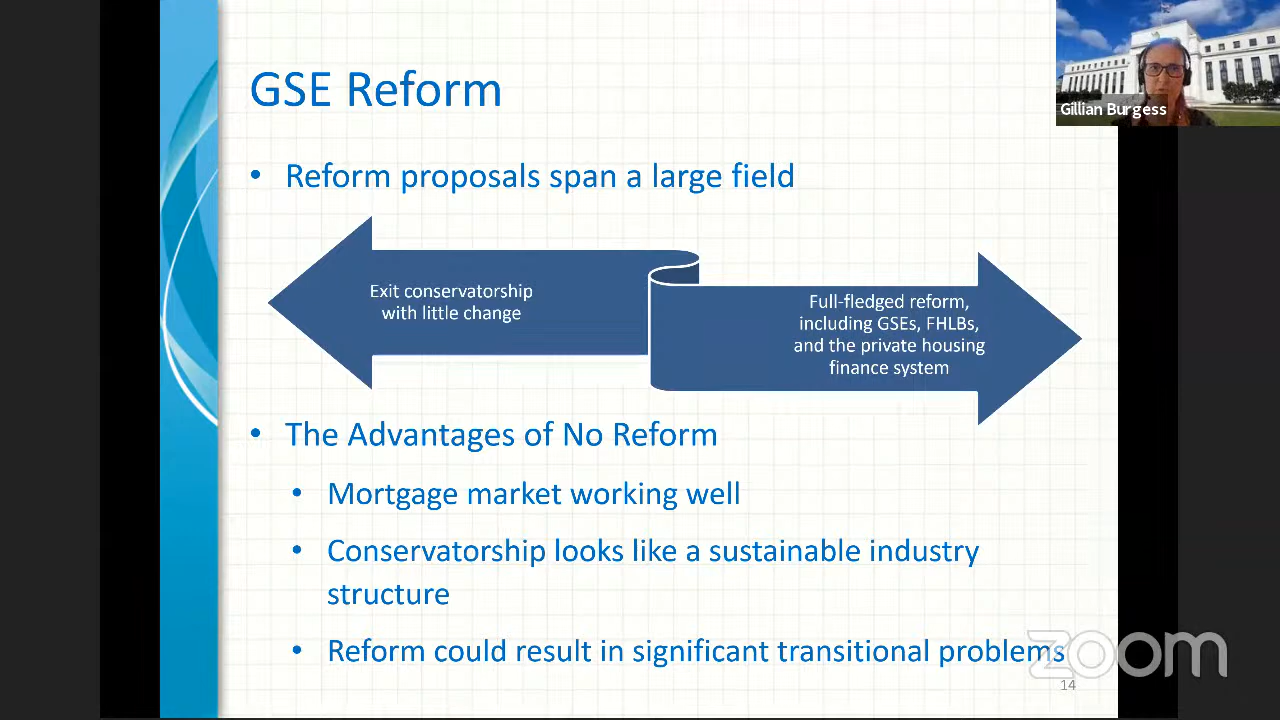 GSE Reform
Gillian Burgess
• Reform proposals span a large field
Exit conservatorship
with little change
Full-fledged reform,
including GSEs, FHLBs,
and the private housing
finance system
• The Advantages of No Reform
• Mortgage market working well
• Conservatorship looks like a sustainable industry
structure
• Reform could result in significant transitional problems
zoom
14